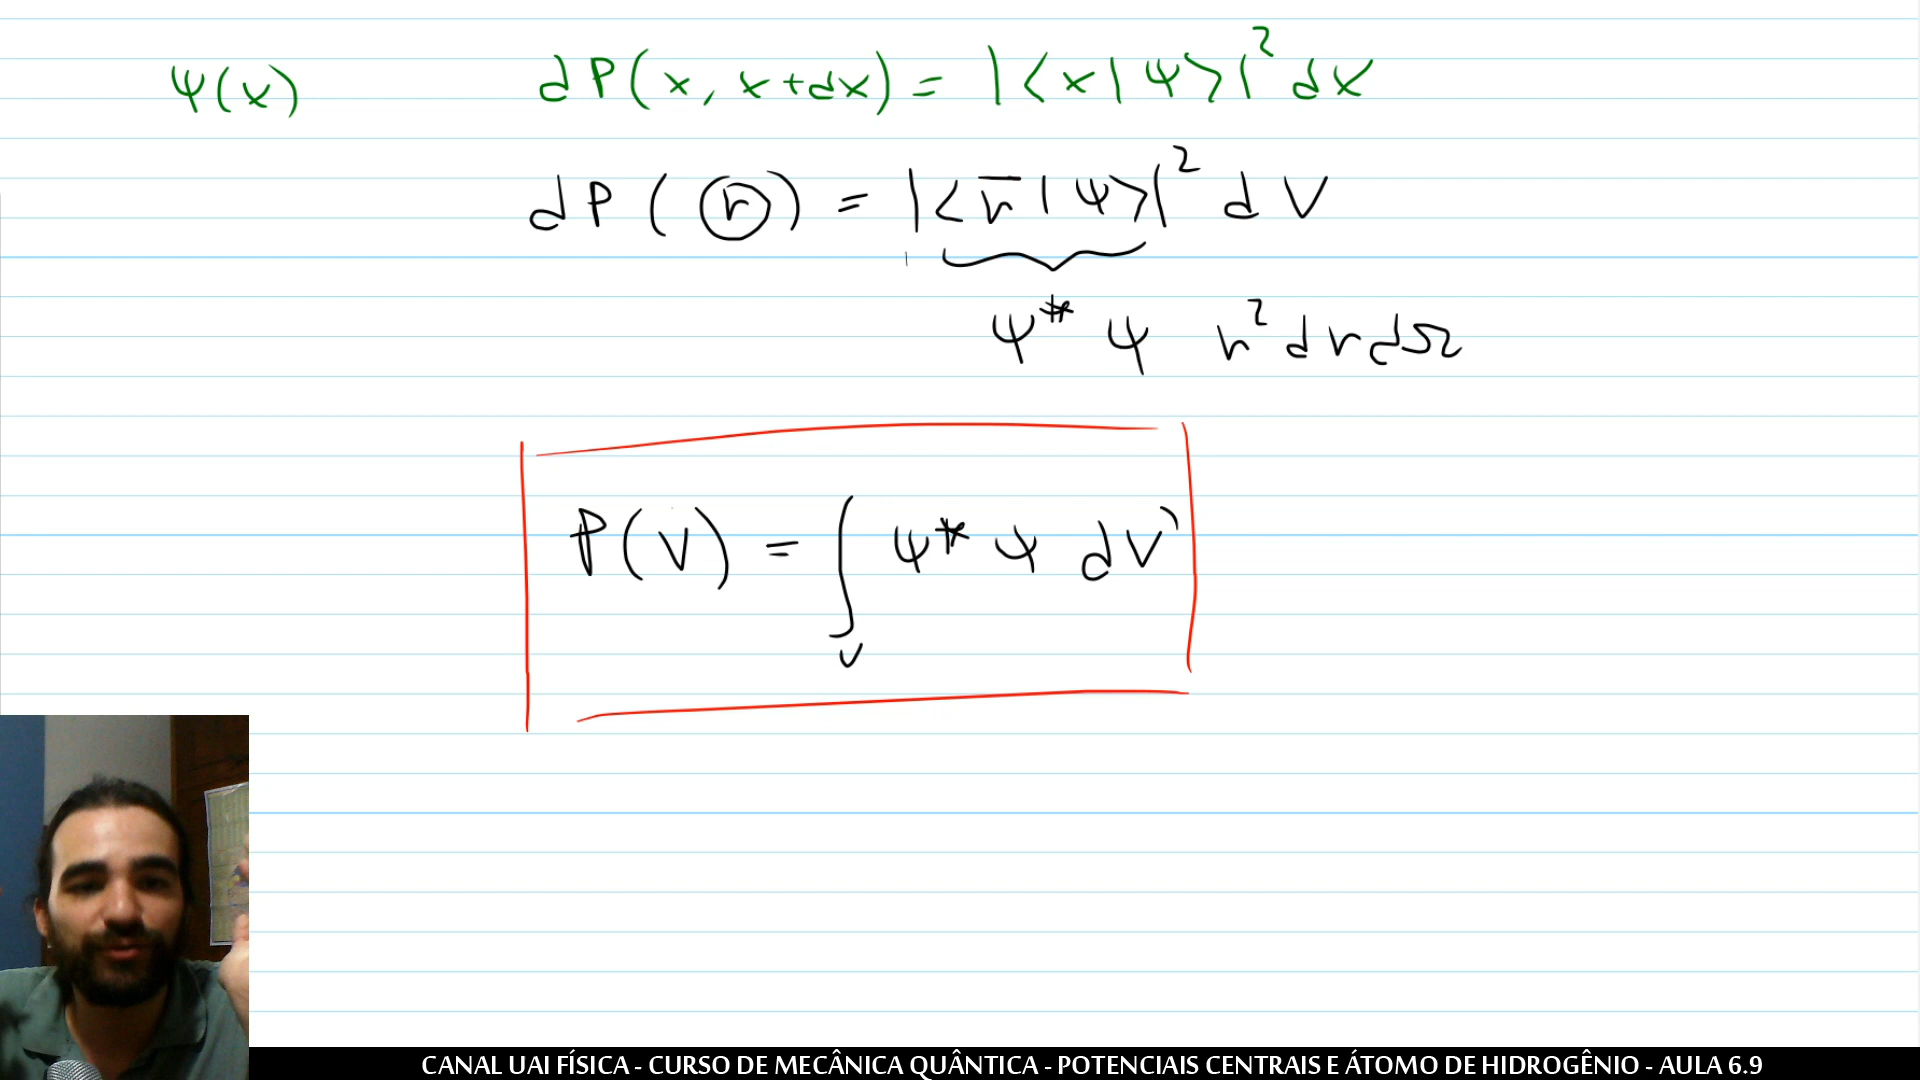 ψ(x) dP(x, x+dx) = |<x|ψ>|² dx
dP(r) = |<r̅|ψ>|² dV
ψ* ψ r² dr dΩ
P(V) = ∫ ψ* ψ dV'
V
CANAL UAI FÍSICA - CURSO DE MECÂNICA QUÂNTICA - POTENCIAIS CENTRAIS E ÁTOMO DE HIDROGÊNIO - AULA 6.9